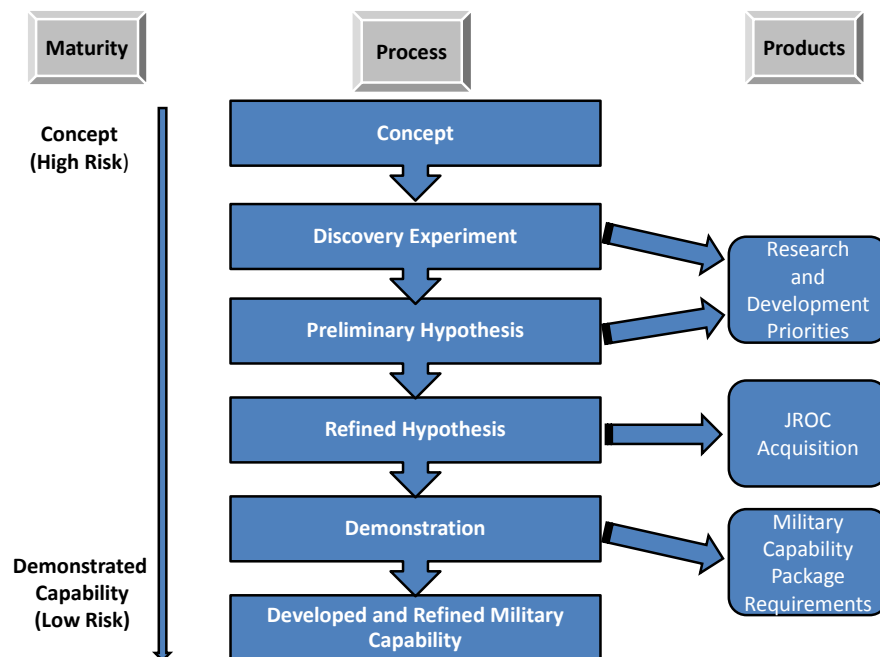 Maturity
Process
Products
Concept
(High Risk)
Concept
Discovery Experiment
Research
and
Development
Priorities
Preliminary Hypothesis
Refined Hypothesis
JROC
Acquisition
Demonstration
Military
Capability
Package
Requirements
Demonstrated
Capability
(Low Risk)
Developed and Refined Military
Capability